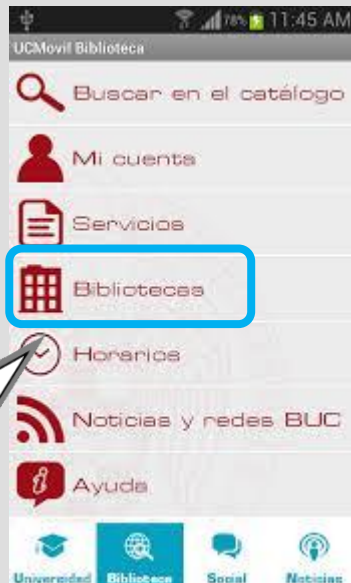 78% 11:45 AM
UCMovil Biblioteca
Buscar en el catálogo
Mi cuenta
Servicios
Bibliotecas
Horarios
Noticias y redes BUC
Ayuda
Universidad Biblioteca Social Noticias